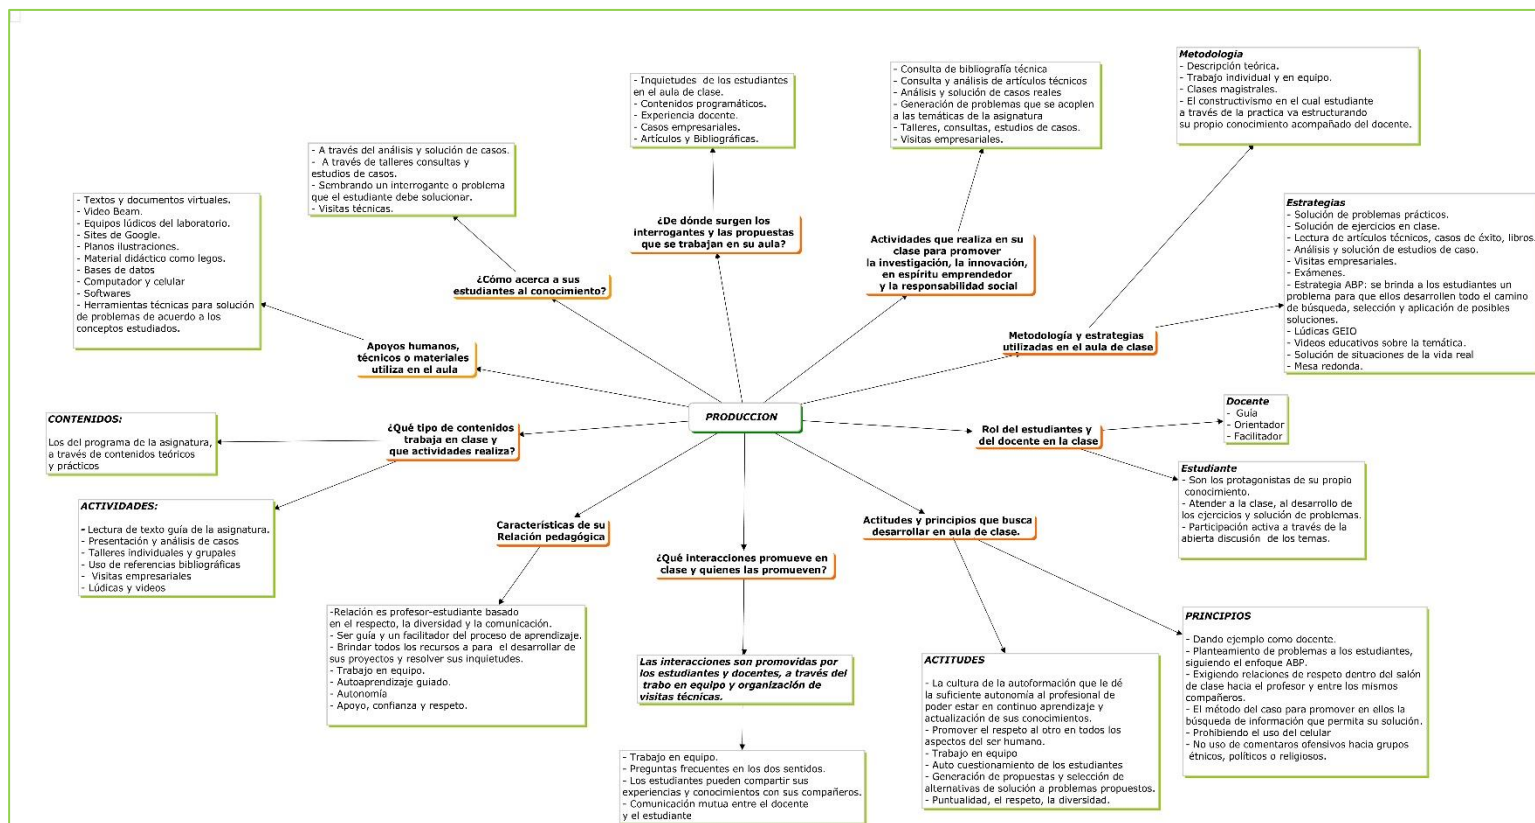 - Inquietudes de los estudiantes
en el aula de clase.
- Contenidos programáticos.
- Experiencia docente.
- Casos empresariales.
- Artículos y Bibliográficas.
- Consulta de bibliografía técnica
- Consulta y análisis de artículos técnicos
- Análisis y solución de casos reales
- Generación de problemas que se acoplen
a las temáticas de la asignatura
- Talleres, consultas, estudios de casos.
- Visitas empresariales.
Metodologia
- Descripción teórica.
- Trabajo individual y en equipo.
- Clases magistrales.
- El constructivismo en el cual estudiante
a través de la practica va estructurando
su propio conocimiento acompañado del docente.
- A través del análisis y solución de casos.
- A través de talleres consultas y
estudios de casos.
- Sembrando un interrogante o problema
que el estudiante debe solucionar.
- Visitas técnicas.
- Textos y documentos virtuales.
- Video Beam.
- Equipos lúdicos del laboratorio.
- Sites de Google.
- Planos ilustraciones.
- Material didáctico como legos.
- Bases de datos
- Computador y celular
- Softwares
- Herramientas técnicas para solución
de problemas de acuerdo a los
conceptos estudiados.
¿De dónde surgen los
interrogantes y las propuestas
que se trabajan en su aula?
Actividades que realiza en su
clase para promover
la investigación, la innovación,
en espíritu emprendedor
y la responsabilidad social
Estrategias
- Solución de problemas prácticos.
- Solución de ejercicios en clase.
- Lectura de artículos técnicos, casos de éxito, libros.
- Análisis y solución de estudios de caso.
- Visitas empresariales.
- Exámenes.
- Estrategia ABP: se brinda a los estudiantes un
problema para que ellos desarrollen todo el camino
de búsqueda, selección y aplicación de posibles
soluciones.
- Lúdicas GEIO
- Videos educativos sobre la temática.
- Solución de situaciones de la vida real
- Mesa redonda.
¿Cómo acerca a sus
estudiantes al conocimiento?
Metodología y estrategias
utilizadas en el aula de clase
Apoyos humanos,
técnicos o materiales
utiliza en el aula
PRODUCCION
CONTENIDOS:
Los del programa de la asignatura,
a través de contenidos teóricos
y prácticos
¿Qué tipo de contenidos
trabaja en clase y
que actividades realiza?
Rol del estudiantes y
del docente en la clase
Docente
- Guía
- Orientador
- Facilitador
Estudiante
- Son los protagonistas de su propio
conocimiento.
- Atender a la clase, al desarrollo de
los ejercicios y solución de problemas.
- Participación activa a través de la
abierta discusión de los temas.
ACTIVIDADES:
- Lectura de texto guía de la asignatura.
- Presentación y análisis de casos
- Talleres individuales y grupales
- Uso de referencias bibliográficas
- Visitas empresariales
- Lúdicas y videos
Características de su
Relación pedagógica
¿Qué interacciones promueve en
clase y quienes las promueven?
Actitudes y principios que busca
desarrollar en aula de clase.
-Relación es profesor-estudiante basado
en el respecto, la diversidad y la comunicación.
- Ser guía y un facilitador del proceso de aprendizaje.
- Brindar todos los recursos a para el desarrollar de
sus proyectos y resolver sus inquietudes.
- Trabajo en equipo.
- Autoaprendizaje guiado.
- Autonomía
- Apoyo, confianza y respeto.
Las interacciones son promovidas por
los estudiantes y docentes, a través del
trabo en equipo y organización de
visitas técnicas.
- Trabajo en equipo.
- Preguntas frecuentes en los dos sentidos.
- Los estudiantes pueden compartir sus
experiencias y conocimientos con sus compañeros.
- Comunicación mutua entre el docente
y el estudiante
ACTITUDES
- La cultura de la autoformación que le dé
la suficiente autonomía al profesional de
poder estar en continuo aprendizaje y
actualización de sus conocimientos.
- Promover el respeto al otro en todos los
aspectos del ser humano.
- Trabajo en equipo
- Auto cuestionamiento de los estudiantes
- Generación de propuestas y selección de
alternativas de solución a problemas propuestos.
- Puntualidad, el respeto, la diversidad.
PRINCIPIOS
- Dando ejemplo como docente.
- Planteamiento de problemas a los estudiantes,
siguiendo el enfoque ABP.
- Exigiendo relaciones de respeto dentro del salón
de clase hacia el profesor y entre los mismos
compañeros.
- El método del caso para promover en ellos la
búsqueda de información que permita su solución.
- Prohibiendo el uso del celular
- No uso de comentaros ofensivos hacia grupos
étnicos, políticos o religiosos.